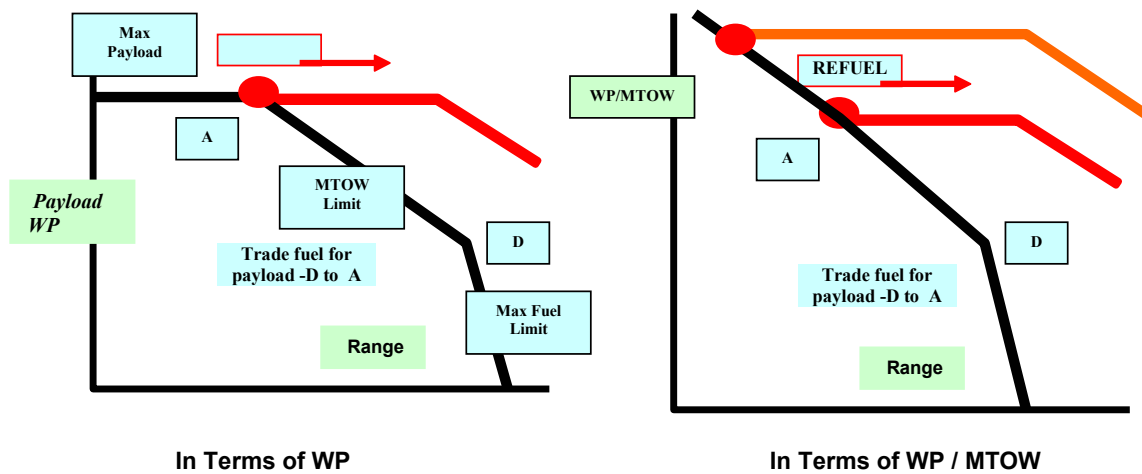 Max
Payload
A
Payload
WP
MTOW
Limit
D
Trade fuel for
payload -D to A
Max Fuel
Limit
Range
In Terms of WP
REFUEL
WP/MTOW
A
D
Trade fuel for
payload -D to A
Range
In Terms of WP / MTOW